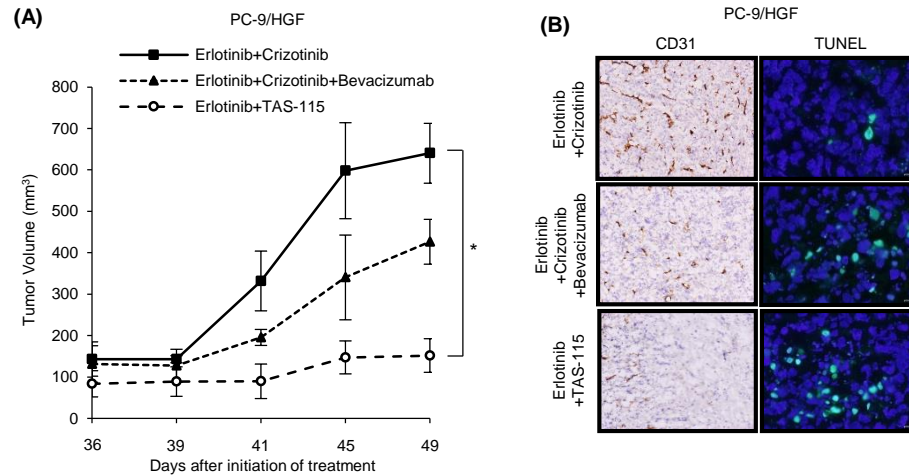 (A)
PC-9/HGF
Erlotinib+Crizotinib
Erlotinib+Crizotinib+Bevacizumab
Erlotinib+TAS-115
800
700
600
500
400
300
200
100
0
Tumor Volume (mm³)
*
36 39 41 45 49
Days after initiation of treatment
(B)
PC-9/HGF
CD31 TUNEL
Erlotinib
+Crizotinib
Erlotinib
+Crizotinib
+Bevacizumab
Erlotinib
+TAS-115